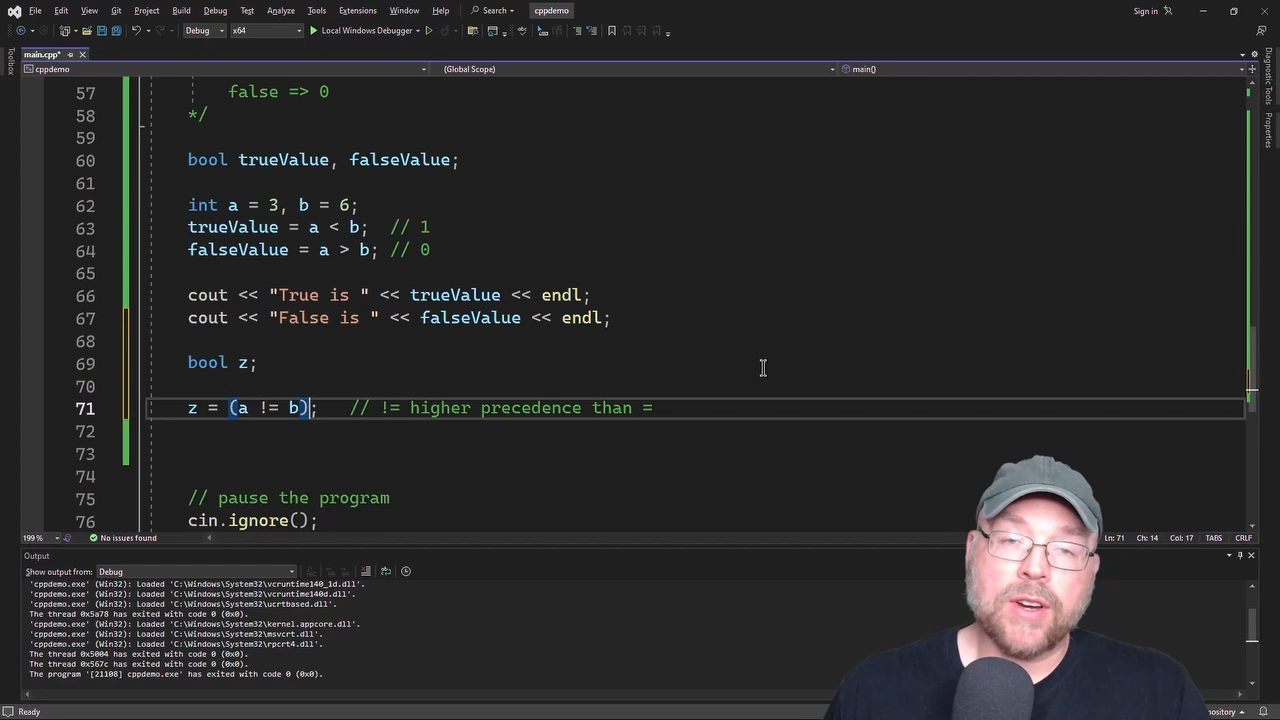 File Edit View Git Project Build Debug Test Analyze Tools Extensions Window Help Search cppdemo Sign in
Debug x64 Local Windows Debugger
Toolbox
main.cpp*
cppdemo (Global Scope) main()
Diagnostic Tools
Properties
57 false => 0
58 */
59
60 bool trueValue, falseValue;
61
62 int a = 3, b = 6;
63 trueValue = a < b; // 1
64 falseValue = a > b; // 0
65
66 cout << "True is " << trueValue << endl;
67 cout << "False is " << falseValue << endl;
68
69 bool z;
70
71 z = (a != b); // != higher precedence than =
72
73
74
75 // pause the program
76 cin.ignore();
199 % No issues found Ln: 71 Ch: 14 Col: 17 TABS CRLF
Output
Show output from: Debug
'cppdemo.exe' (Win32): Loaded 'C:\Windows\System32\vcruntime140_1d.dll'.
'cppdemo.exe' (Win32): Loaded 'C:\Windows\System32\vcruntime140d.dll'.
'cppdemo.exe' (Win32): Loaded 'C:\Windows\System32\ucrtbased.dll'.
The thread 0x5a78 has exited with code 0 (0x0).
'cppdemo.exe' (Win32): Loaded 'C:\Windows\System32\kernel.appcore.dll'.
'cppdemo.exe' (Win32): Loaded 'C:\Windows\System32\msvcrt.dll'.
'cppdemo.exe' (Win32): Loaded 'C:\Windows\System32\rpcrt4.dll'.
The thread 0x5004 has exited with code 0 (0x0).
The thread 0x567c has exited with code 0 (0x0).
The program '[21108] cppdemo.exe' has exited with code 0 (0x0).
Ready